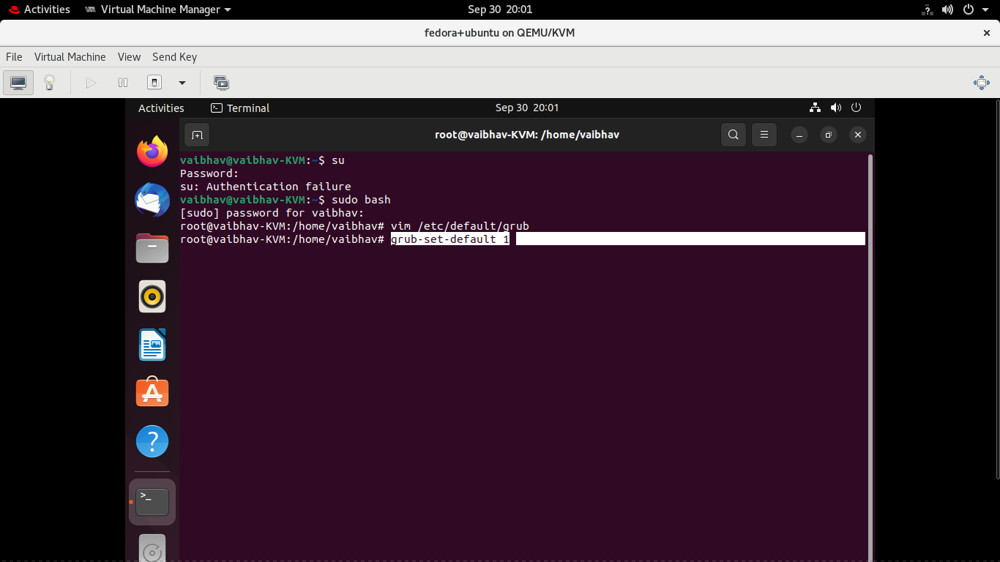 Activities Virtual Machine Manager Sep 30 20:01
fedora+ubuntu on QEMU/KVM
File Virtual Machine View Send Key
Activities Terminal Sep 30 20:01
root@vaibhav-KVM: /home/vaibhav
vaibhav@vaibhav-KVM:~$ su
Password:
su: Authentication failure
vaibhav@vaibhav-KVM:~$ sudo bash
[sudo] password for vaibhav:
root@vaibhav-KVM:/home/vaibhav# vim /etc/default/grub
root@vaibhav-KVM:/home/vaibhav# grub-set-default 1